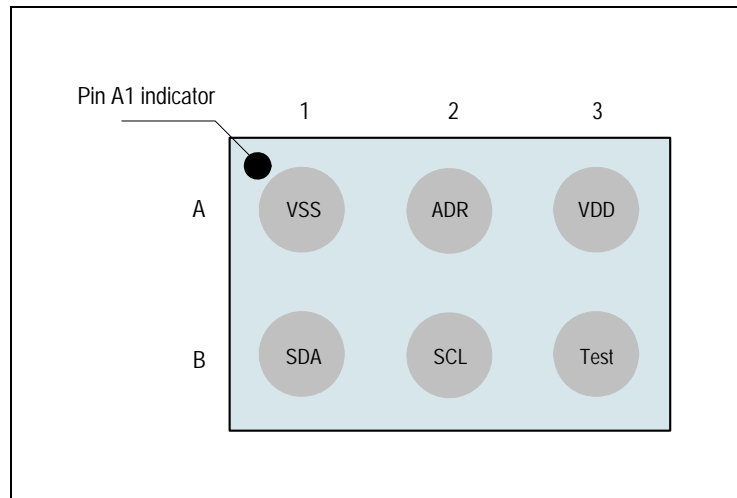 Pin A1 indicator
1 2 3
A VSS ADR VDD
B SDA SCL Test